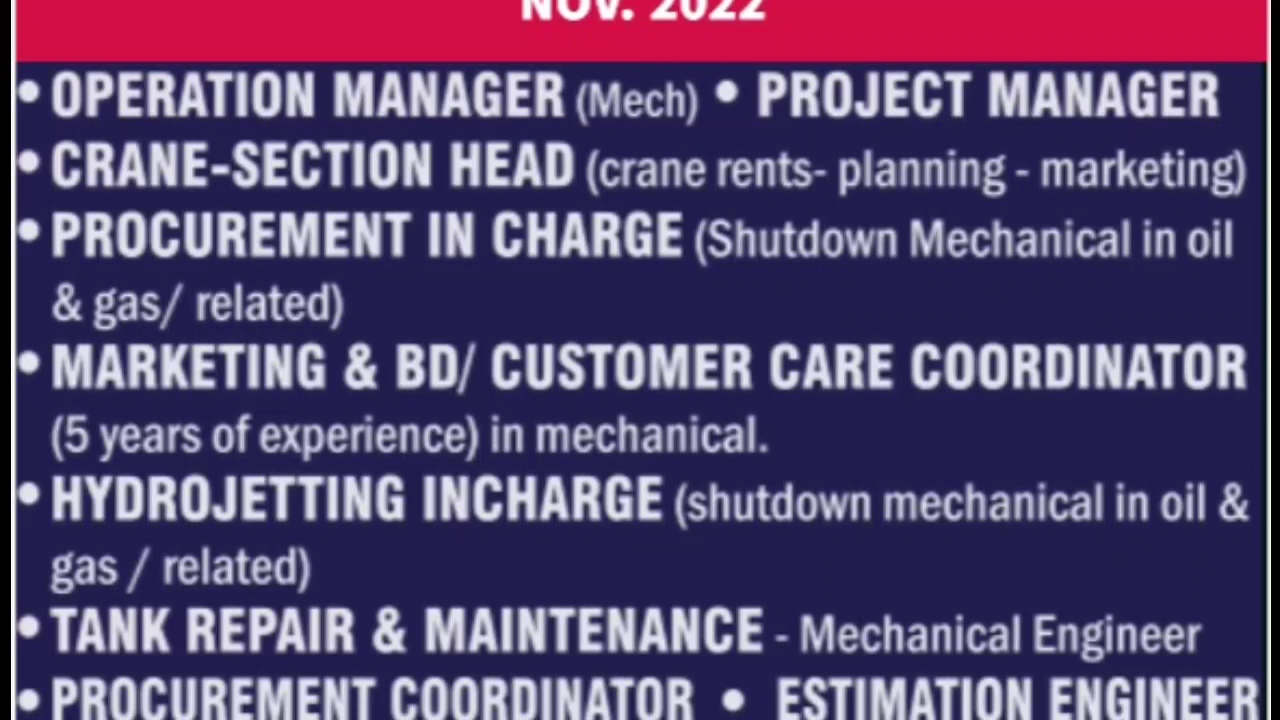 NOV. 2022
• OPERATION MANAGER (Mech) • PROJECT MANAGER
• CRANE-SECTION HEAD (crane rents- planning - marketing)
• PROCUREMENT IN CHARGE (Shutdown Mechanical in oil
& gas/ related)
• MARKETING & BD/ CUSTOMER CARE COORDINATOR
(5 years of experience) in mechanical.
• HYDROJETTING INCHARGE (shutdown mechanical in oil &
gas / related)
• TANK REPAIR & MAINTENANCE - Mechanical Engineer
• PROCUREMENT COORDINATOR • ESTIMATION ENGINEER